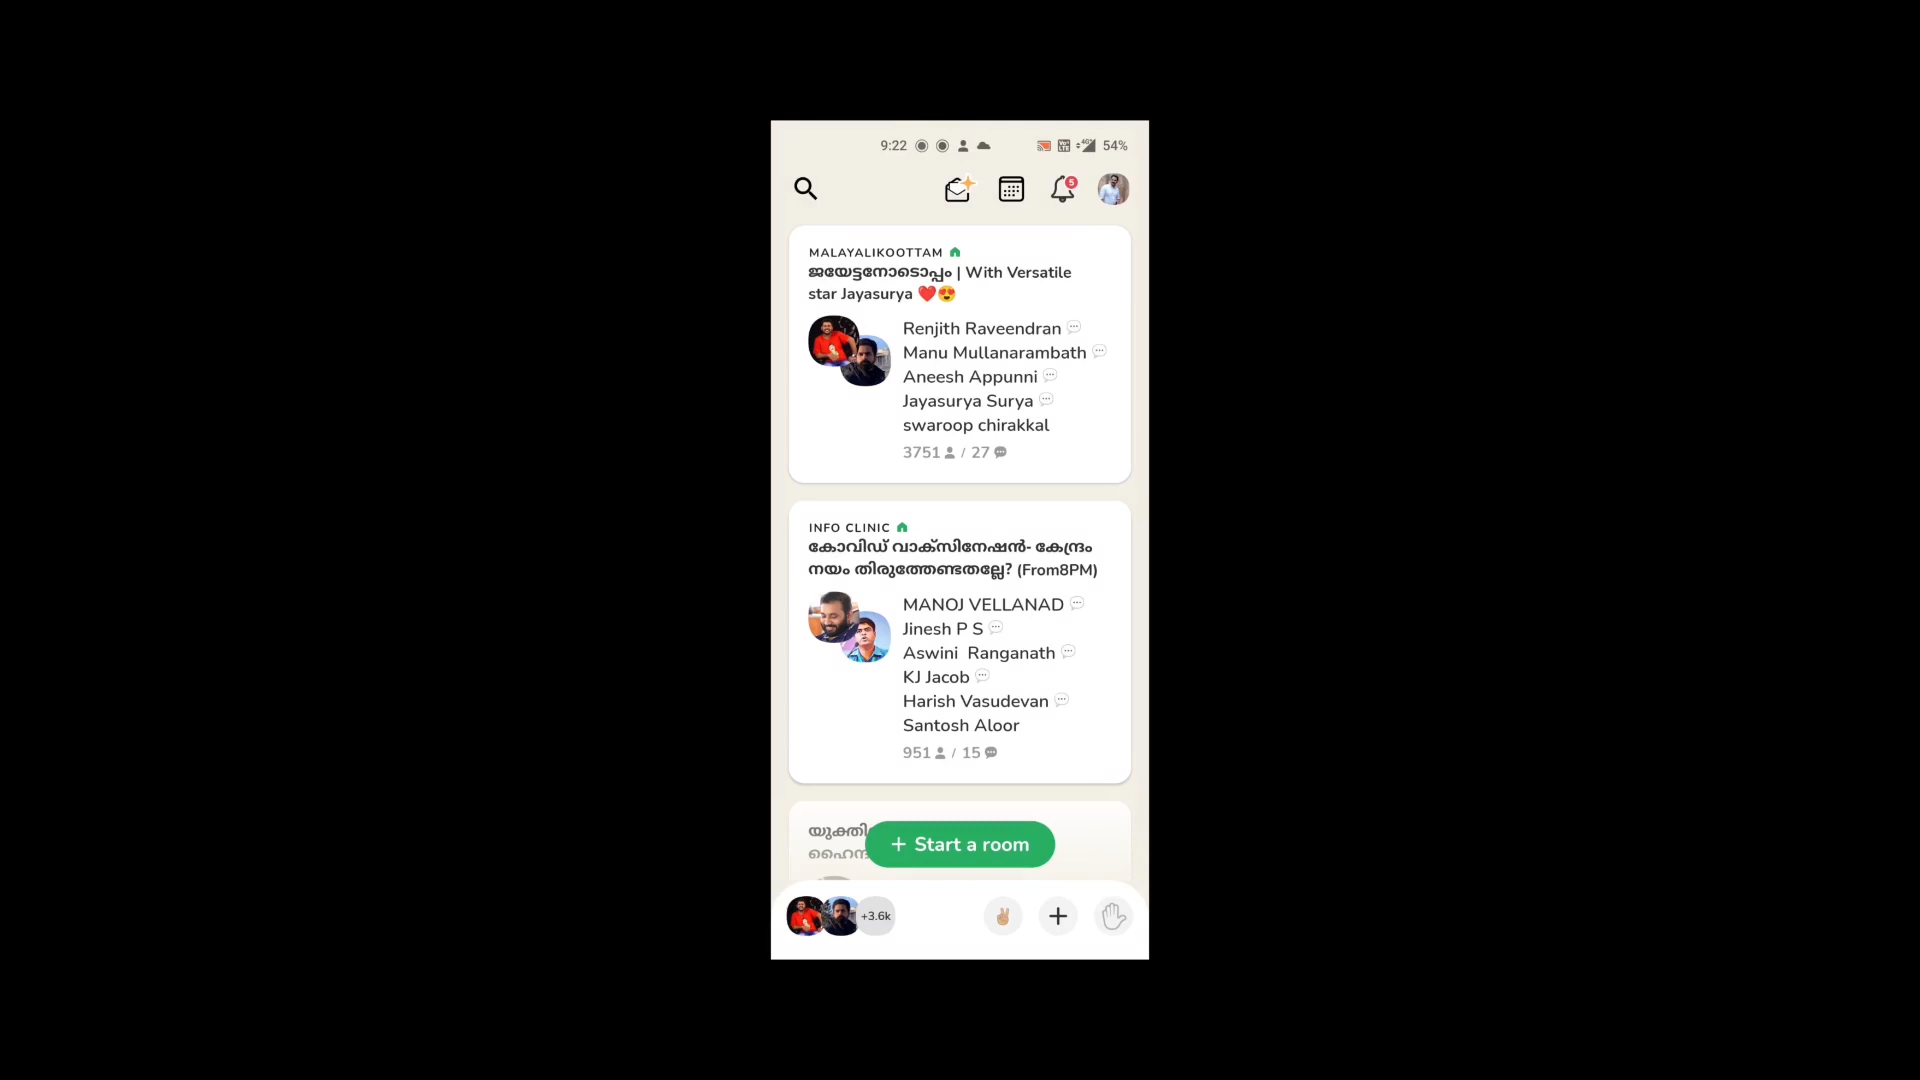 9:22 4G 54%
5
MALAYALIKOOTTAM
ജയേട്ടനോടൊപ്പം | With Versatile
star Jayasurya ❤️😍
Renjith Raveendran
Manu Mullanarambath
Aneesh Appunni
Jayasurya Surya
swaroop chirakkal
3751 / 27
INFO CLINIC
കോവിഡ് വാക്സിനേഷൻ- കേന്ദ്രം
നയം തിരുത്തേണ്ടതല്ലേ? (From8PM)
MANOJ VELLANAD
Jinesh P S
Aswini Ranganath
KJ Jacob
Harish Vasudevan
Santosh Aloor
951 / 15
+ Start a room
+3.6k